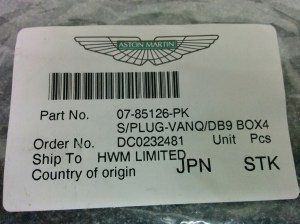 ASTON MARTIN
Part No. 07-85126-PK
S/PLUG-VANQ/DB9 BOX4
Order No. DC0232481 Unit Pcs
Ship To HWM LIMITED
Country of origin JPN STK